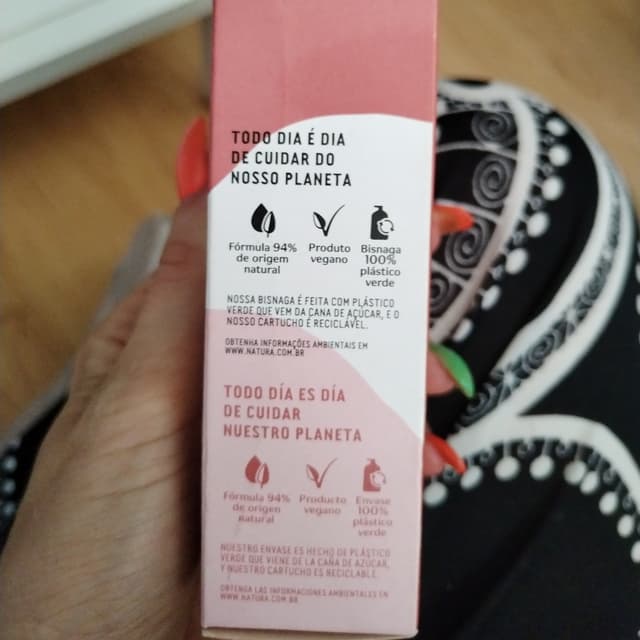 TODO DIA É DIA
DE CUIDAR DO
NOSSO PLANETA
Fórmula 94%
de origem
natural
Produto
vegano
Bisnaga
100%
plástico
verde
NOSSA BISNAGA É FEITA COM PLÁSTICO
VERDE QUE VEM DA CANA DE AÇÚCAR, E O
NOSSO CARTUCHO É RECICLÁVEL.
OBTENHA INFORMAÇÕES AMBIENTAIS EM
WWW.NATURA.COM.BR
TODO DÍA ES DÍA
DE CUIDAR
NUESTRO PLANETA
Fórmula 94%
de origen
natural
Producto
vegano
Envase
100%
plástico
verde
NUESTRO ENVASE ES HECHO DE PLÁSTICO
VERDE QUE VIENE DE LA CAÑA DE AZÚCAR,
Y NUESTRO CARTUCHO ES RECICLABLE.
OBTENGA LAS INFORMACIONES AMBIENTALES EN
WWW.NATURA.COM.BR